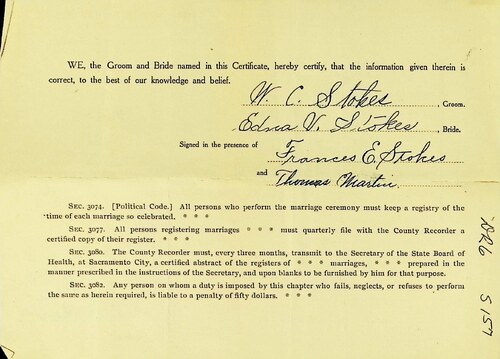 WE, the Groom and Bride named in this Certificate, hereby certify, that the information given therein is
correct, to the best of our knowledge and belief.
W. C. Stokes, Groom.
Edna V. Stokes, Bride.
Signed in the presence of
Frances E. Stokes
and Thomas Martin
SEC. 3074. [Political Code.] All persons who perform the marriage ceremony must keep a registry of the
time of each marriage so celebrated. * * *
SEC. 3077. All persons registering marriages * * * must quarterly file with the County Recorder
a certified copy of their register. * * *
SEC. 3080. The County Recorder must, every three months, transmit to the Secretary of the State Board of
Health, at Sacramento City, a certified abstract of the registers of * * * marriages, * * * prepared in the
manner prescribed in the instructions of the Secretary, and upon blanks to be furnished by him for that purpose.
SEC. 3082. Any person on whom a duty is imposed by this chapter who fails, neglects, or refuses to perform
the same as herein required, is liable to a penalty of fifty dollars. * * *
S 157